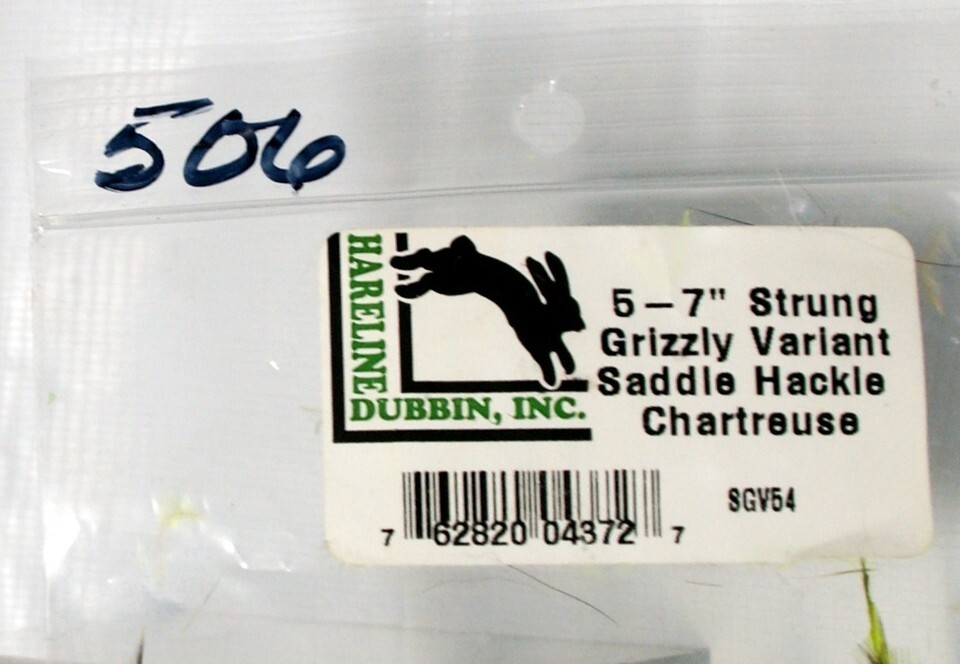 506
HARELINE
DUBBIN, INC.
5-7" Strung
Grizzly Variant
Saddle Hackle
Chartreuse
SGV54
7 62820 04372 7